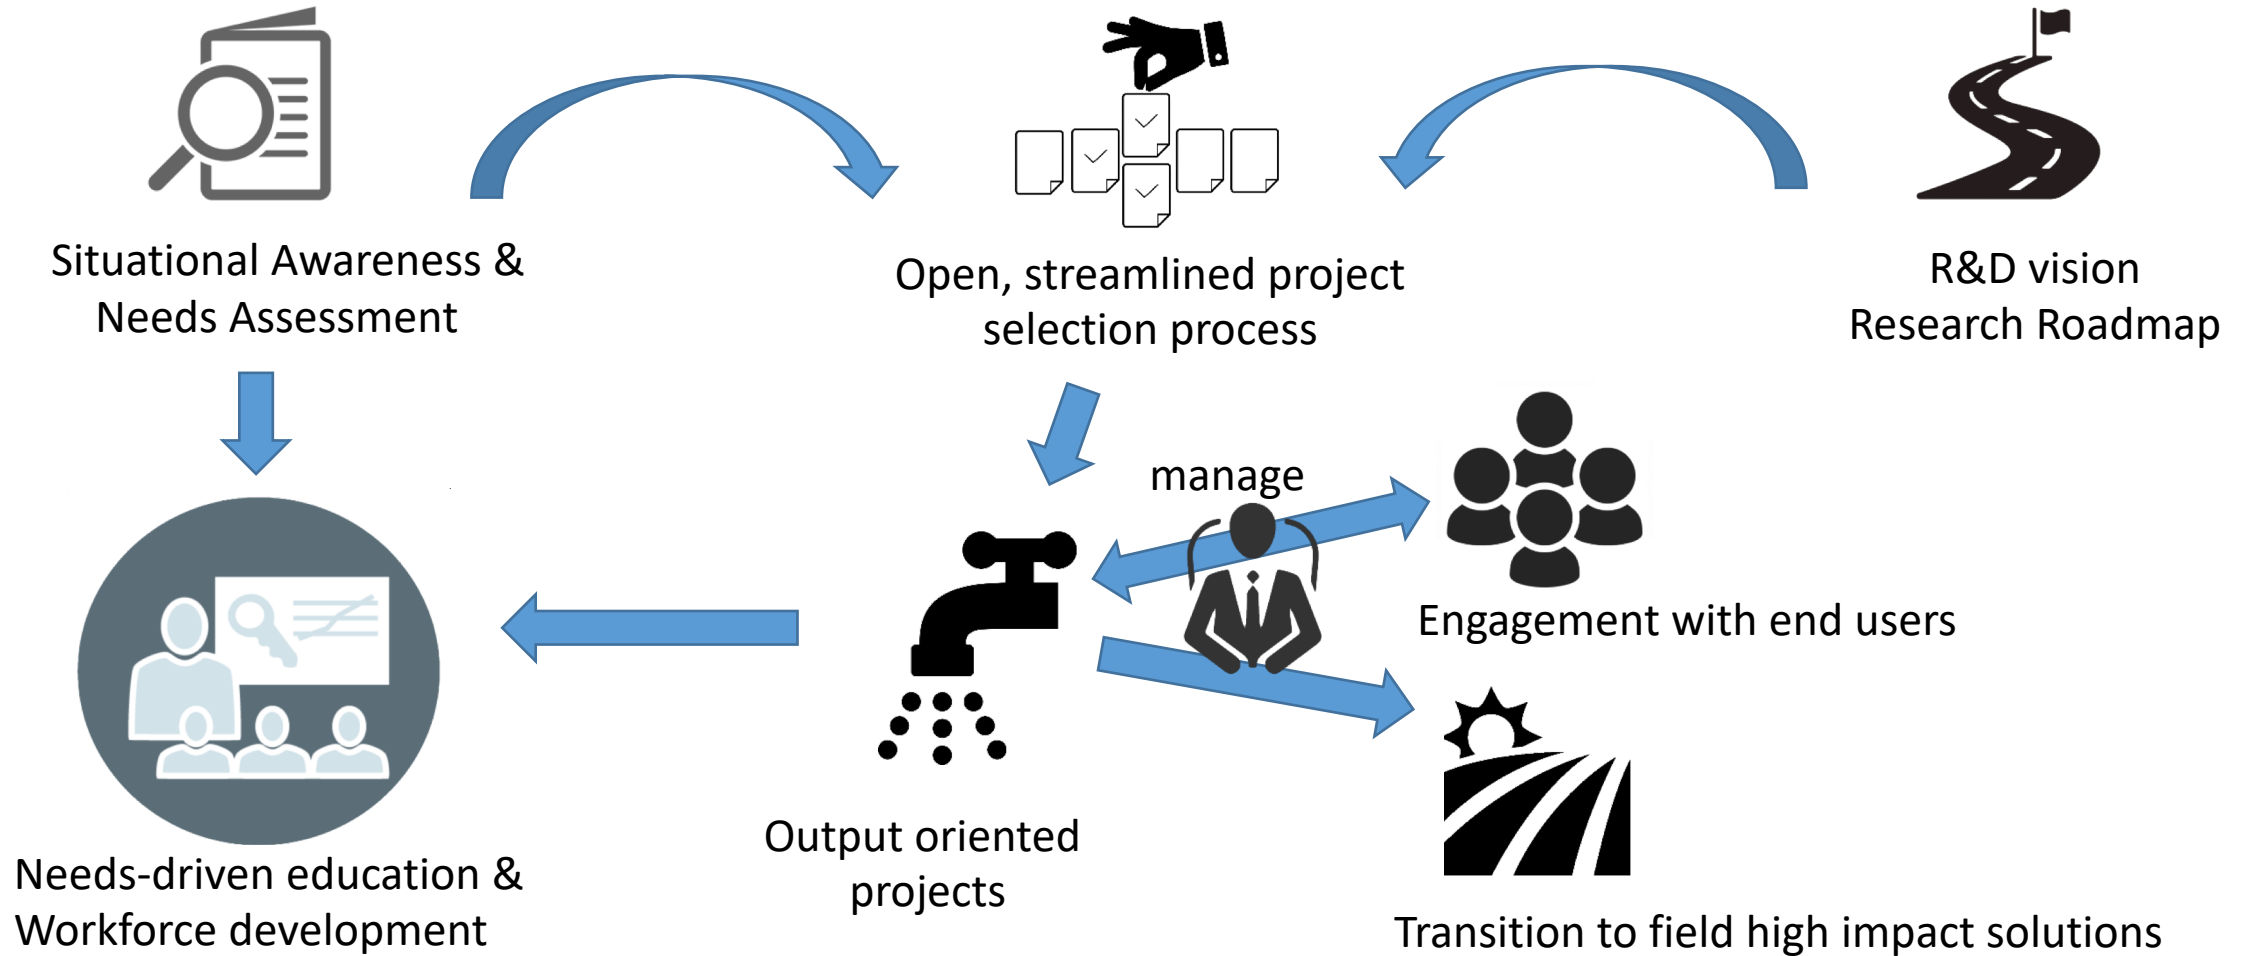 Situational Awareness &
Needs Assessment
Open, streamlined project
selection process
R&D vision
Research Roadmap
manage
Engagement with end users
Needs-driven education &
Workforce development
Output oriented
projects
Transition to field high impact solutions